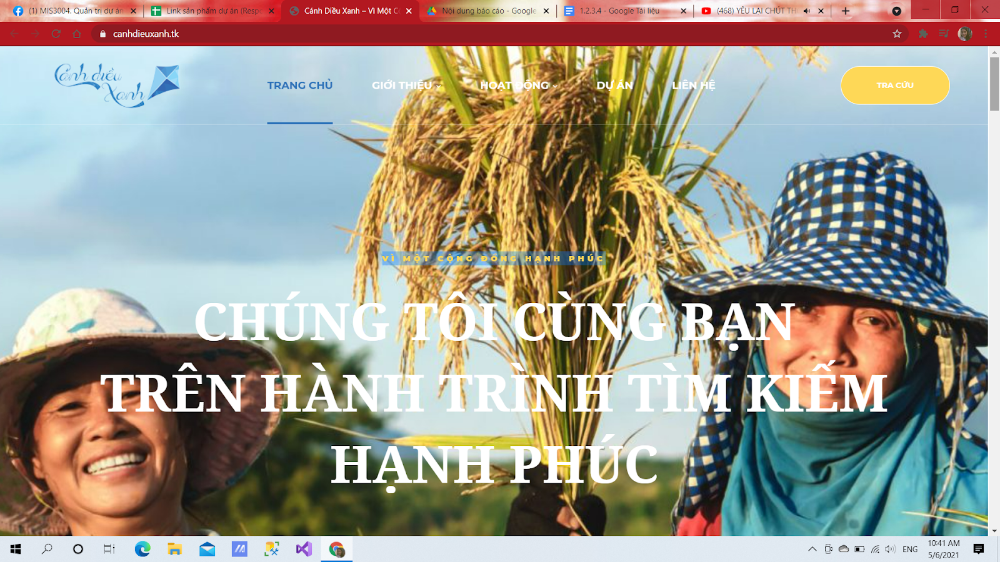 (1) MIS3004. Quản trị dự án
Link sản phẩm dự án (Respo
Cánh Diều Xanh – Vì Một Cộ
Nội dung báo cáo - Google
1.2.3.4 - Google Tài liệu
(468) YÊU LẠI CHÚT TH
canhdieuxanh.tk
Cánh diều
Xanh
TRANG CHỦ
GIỚI THIỆU
HOẠT ĐỘNG
DỰ ÁN
LIÊN HỆ
TRA CỨU
VÌ MỘT CỘNG ĐỒNG HẠNH PHÚC
CHÚNG TÔI CÙNG BẠN
TRÊN HÀNH TRÌNH TÌM KIẾM
HẠNH PHÚC
ENG
10:41 AM
5/6/2021